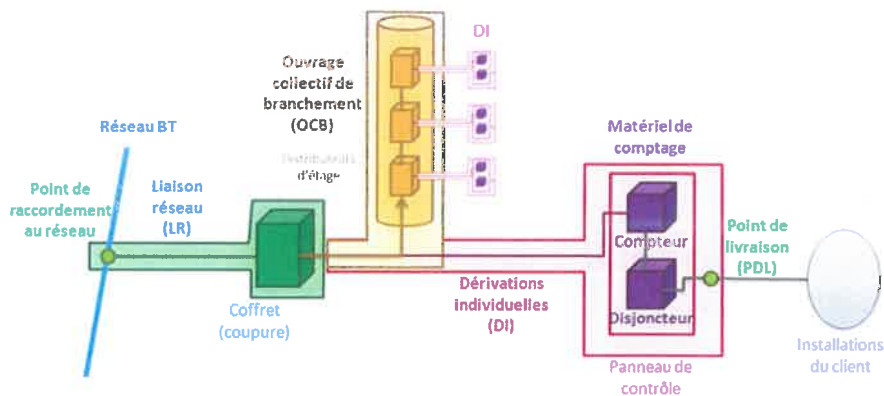 DI
Ouvrage
collectif de
branchement
(OCB)
d'étage
Réseau BT
Point de
raccordement
au réseau
Liaison
réseau
(LR)
Coffret
(coupure)
Matériel de
comptage
Compteur
Disjoncteur
Point de
livraison
(PDL)
Dérivations
individuelles
(DI)
Panneau de
contrôle
Installations
du client